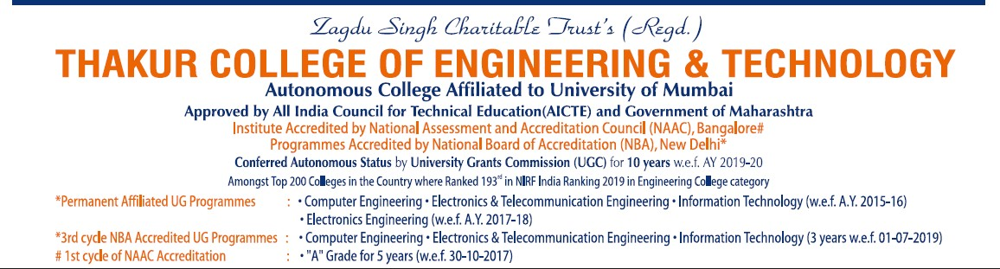 Zagdu Singh Charitable Trust's (Regd.)
THAKUR COLLEGE OF ENGINEERING & TECHNOLOGY
Autonomous College Affiliated to University of Mumbai
Approved by All India Council for Technical Education(AICTE) and Government of Maharashtra
Institute Accredited by National Assessment and Accreditation Council (NAAC), Bangalore#
Programmes Accredited by National Board of Accreditation (NBA), New Delhi*
Conferred Autonomous Status by University Grants Commission (UGC) for 10 years w.e.f. AY 2019-20
Amongst Top 200 Colleges in the Country where Ranked 193rd in NIRF India Ranking 2019 in Engineering College category
*Permanent Affiliated UG Programmes : • Computer Engineering • Electronics & Telecommunication Engineering • Information Technology (w.e.f. A.Y. 2015-16)
• Electronics Engineering (w.e.f. A.Y. 2017-18)
*3rd cycle NBA Accredited UG Programmes : • Computer Engineering • Electronics & Telecommunication Engineering • Information Technology (3 years w.e.f. 01-07-2019)
# 1st cycle of NAAC Accreditation : • "A" Grade for 5 years (w.e.f. 30-10-2017)